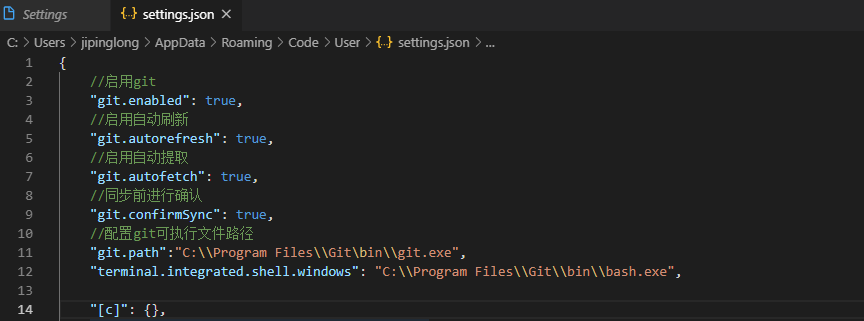 Settings {..} settings.json ×
C: > Users > jipinglong > AppData > Roaming > Code > User > {..} settings.json > ...
1 {
2 //启用git
3 "git.enabled": true,
4 //启用自动刷新
5 "git.autorefresh": true,
6 //启用自动提取
7 "git.autofetch": true,
8 //同步前进行确认
9 "git.confirmSync": true,
10 //配置git可执行文件路径
11 "git.path":"C:\\Program Files\\Git\bin\\git.exe",
12 "terminal.integrated.shell.windows": "C:\\Program Files\\Git\\bin\\bash.exe",
13
14 "[c]": {},